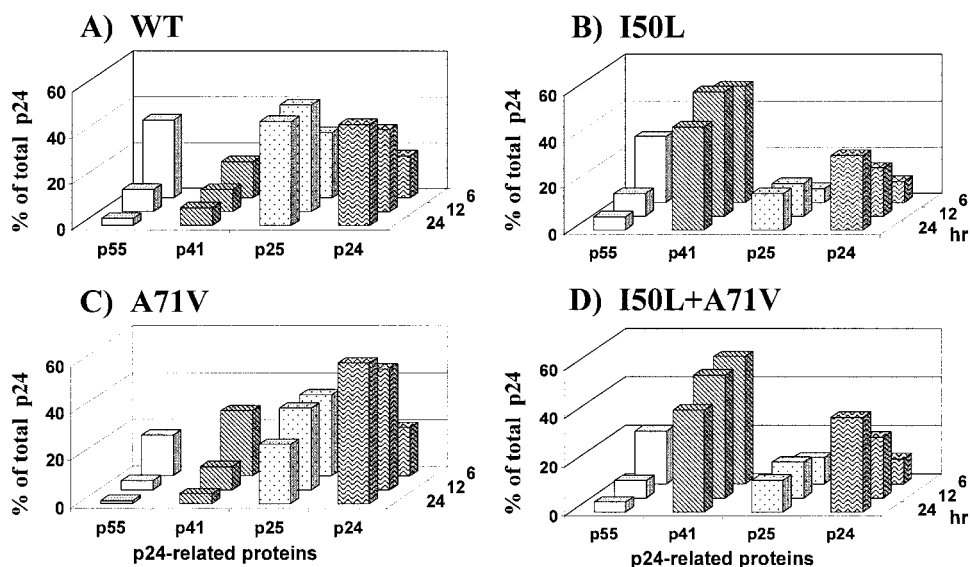 A) WT
% of total p24
60
40
20
0
p55 p41 p25 p24
24 12 6
B) I50L
% of total p24
60
40
20
0
p55 p41 p25 p24
24 12 6
hr
C) A71V
% of total p24
60
40
20
0
p55 p41 p25 p24
24 12 6
p24-related proteins
D) I50L+A71V
% of total p24
60
40
20
0
p55 p41 p25 p24
24 12 6
hr
p24-related proteins